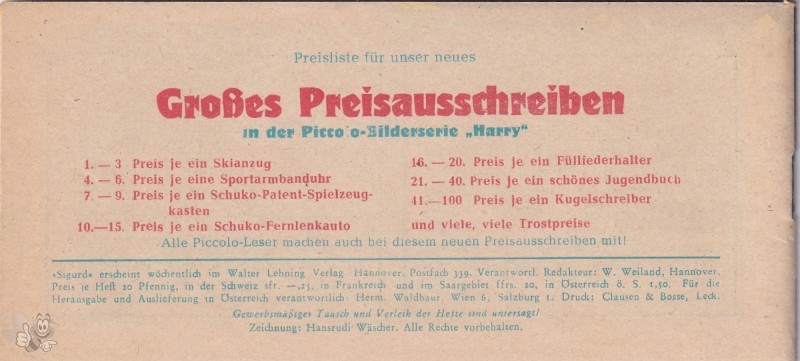 Preisliste für unser neues
Großes Preisausschreiben
in der Picco o-Bilderserie „Harry“
1. — 3 Preis je ein Skianzug
4. — 6. Preis je eine Sportarmbanduhr
7. — 9. Preis je ein Schuko-Patent-Spielzeug-
kasten
10.—15. Preis je ein Schuko-Fernlenkauto
16. — 20. Preis je ein Füllfederhalter
21. — 40. Preis je ein schönes Jugendbuch
41.—100 Preis je ein Kugelschreiber
und viele, viele Trostpreise
Alle Piccolo-Leser machen auch bei diesem neuen Preisausschreiben mit!
»Sigurd« erscheint wöchentlich im Walter Lehning Verlag Hannover, Postfach 339. Verantwortl. Redakteur: W. Weiland, Hannover.
Preis je Heft 20 Pfennig, in der Schweiz sfr. —,25, in Frankreich und im Saargebiet ffrs. 20, in Österreich ö. S. 1,50. Für die
Herausgabe und Auslieferung in Österreich verantwortlich: Herm. Waldbaur, Wien 6, Salzburg 1. Druck: Clausen & Bosse, Leck.
Gewerbsmäßiger Tausch und Verleih der Hefte sind untersagt!
Zeichnung: Hansrudi Wäscher. Alle Rechte vorbehalten.